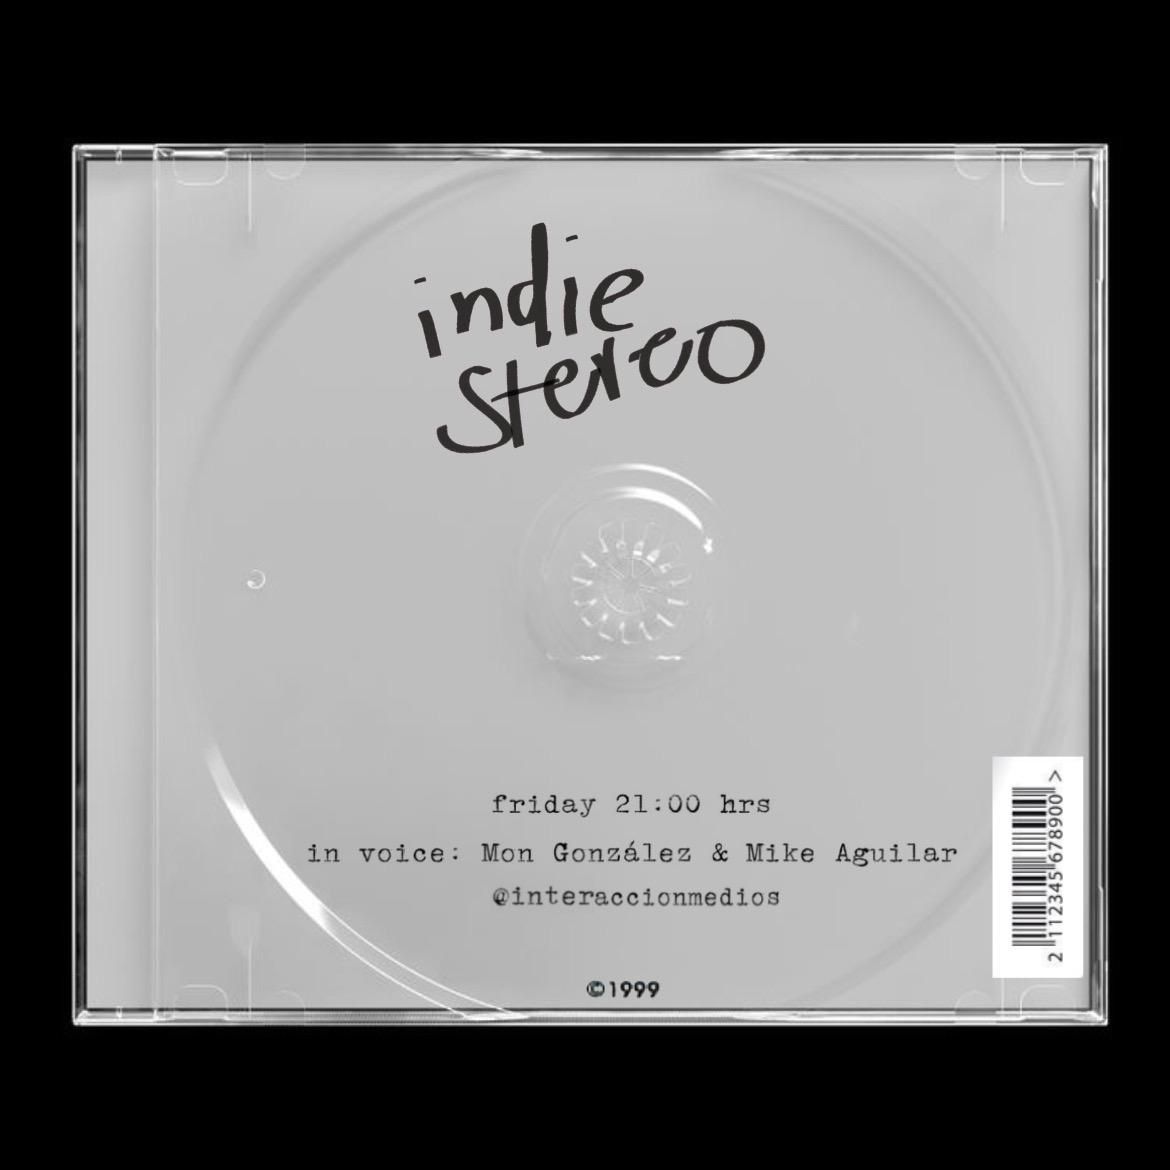 indie
stereo
friday 21:00 hrs
in voice: Mon González & Mike Aguilar
@interaccionmedios
©1999
2 112345 678900 >